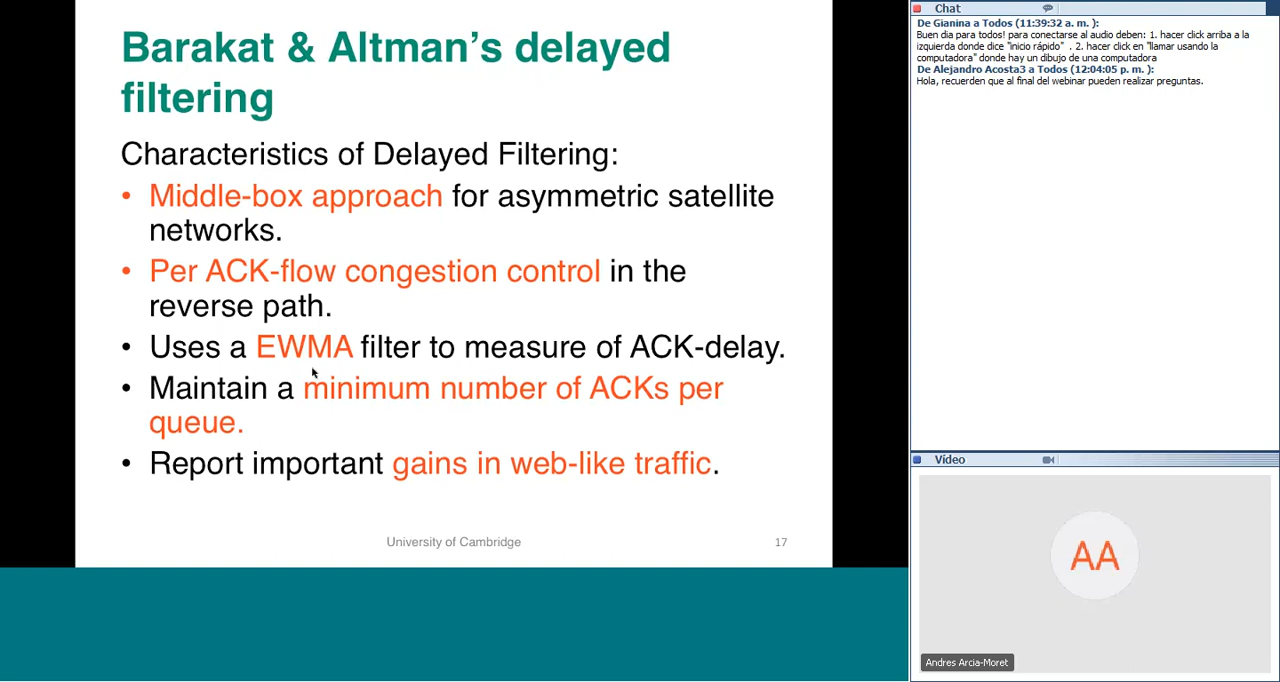 Barakat & Altman’s delayed
filtering
Characteristics of Delayed Filtering:
• Middle-box approach for asymmetric satellite
networks.
• Per ACK-flow congestion control in the
reverse path.
• Uses a EWMA filter to measure of ACK-delay.
• Maintain a minimum number of ACKs per
queue.
• Report important gains in web-like traffic.
University of Cambridge
17
Chat
De Gianina a Todos (11:39:32 a. m. ):
Buen dia para todos! para conectarse al audio deben: 1. hacer click arriba a la
izquierda donde dice "inicio rápido" . 2. hacer click en "llamar usando la
computadora" donde hay un dibujo de una computadora
De Alejandro Acosta3 a Todos (12:04:05 p. m. ):
Hola, recuerden que al final del webinar pueden realizar preguntas.
Vídeo
AA
Andres Arcia-Moret